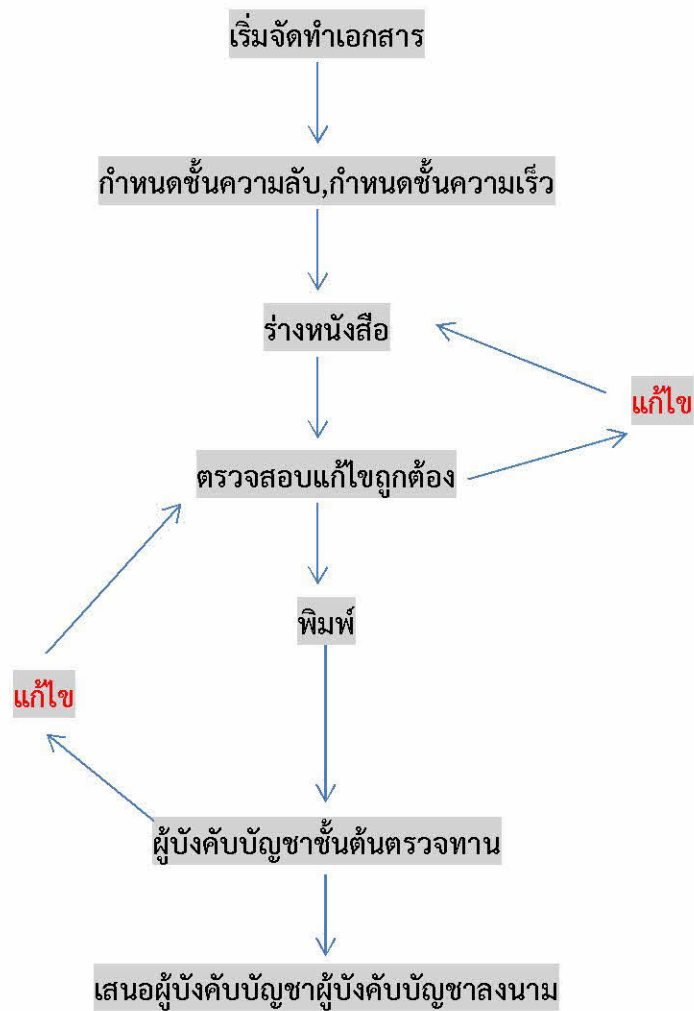 เริ่มจัดทำเอกสาร
กำหนดชั้นความลับ,กำหนดชั้นความเร็ว
ร่างหนังสือ
แก้ไข
ตรวจสอบแก้ไขถูกต้อง
พิมพ์
แก้ไข
ผู้บังคับบัญชาชั้นต้นตรวจทาน
เสนอผู้บังคับบัญชาผู้บังคับบัญชาลงนาม